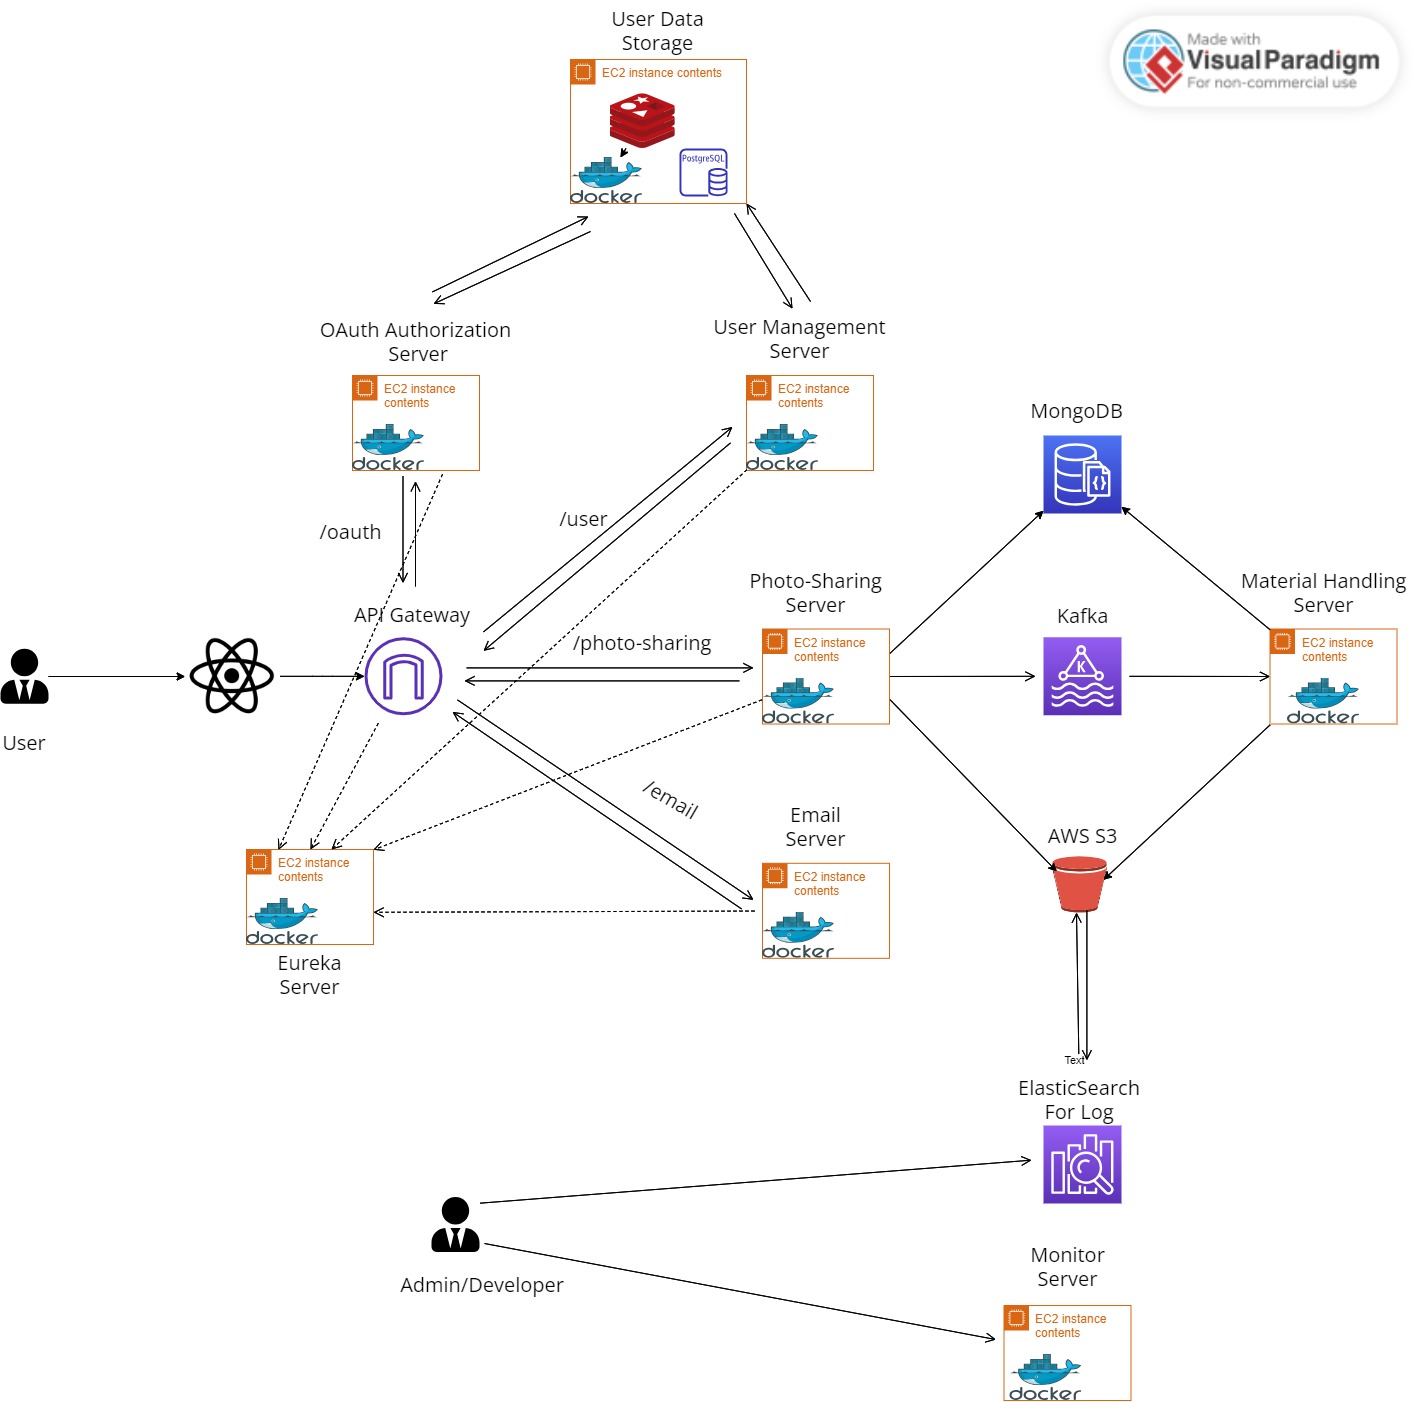 User Data
Storage
Made with
Visual Paradigm
For non-commercial use
EC2 instance contents
PostgreSQL
docker
OAuth Authorization
Server
User Management
Server
EC2 instance
contents
docker
EC2 instance
contents
docker
MongoDB
/oauth
/user
API Gateway
/photo-sharing
Photo-Sharing
Server
EC2 instance
contents
docker
Kafka
K
Material Handling
Server
EC2 instance
contents
docker
User
/email
Email
Server
EC2 instance
contents
docker
AWS S3
EC2 instance
contents
docker
Eureka
Server
Text
ElasticSearch
For Log
Admin/Developer
Monitor
Server
EC2 instance
contents
docker